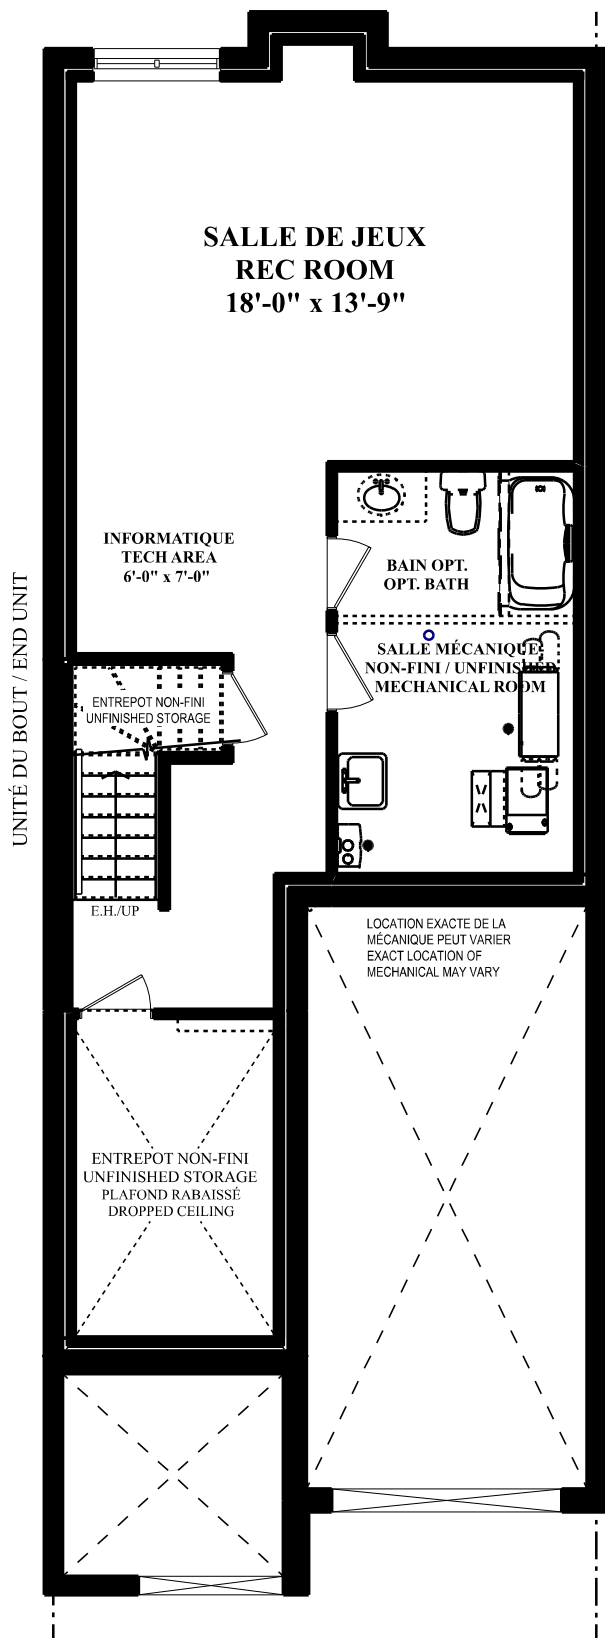 SALLE DE JEUX
REC ROOM
18'-0" x 13'-9"
INFORMATIQUE
TECH AREA
6'-0" x 7'-0"
BAIN OPT.
OPT. BATH
UNITÉ DU BOUT / END UNIT
SALLE MÉCANIQUE
NON-FINI / UNFINISHED
MECHANICAL ROOM
ENTREPOT NON-FINI
UNFINISHED STORAGE
E.H./UP
LOCATION EXACTE DE LA
MÉCANIQUE PEUT VARIER
EXACT LOCATION OF
MECHANICAL MAY VARY
ENTREPOT NON-FINI
UNFINISHED STORAGE
PLAFOND RABAISSÉ
DROPPED CEILING